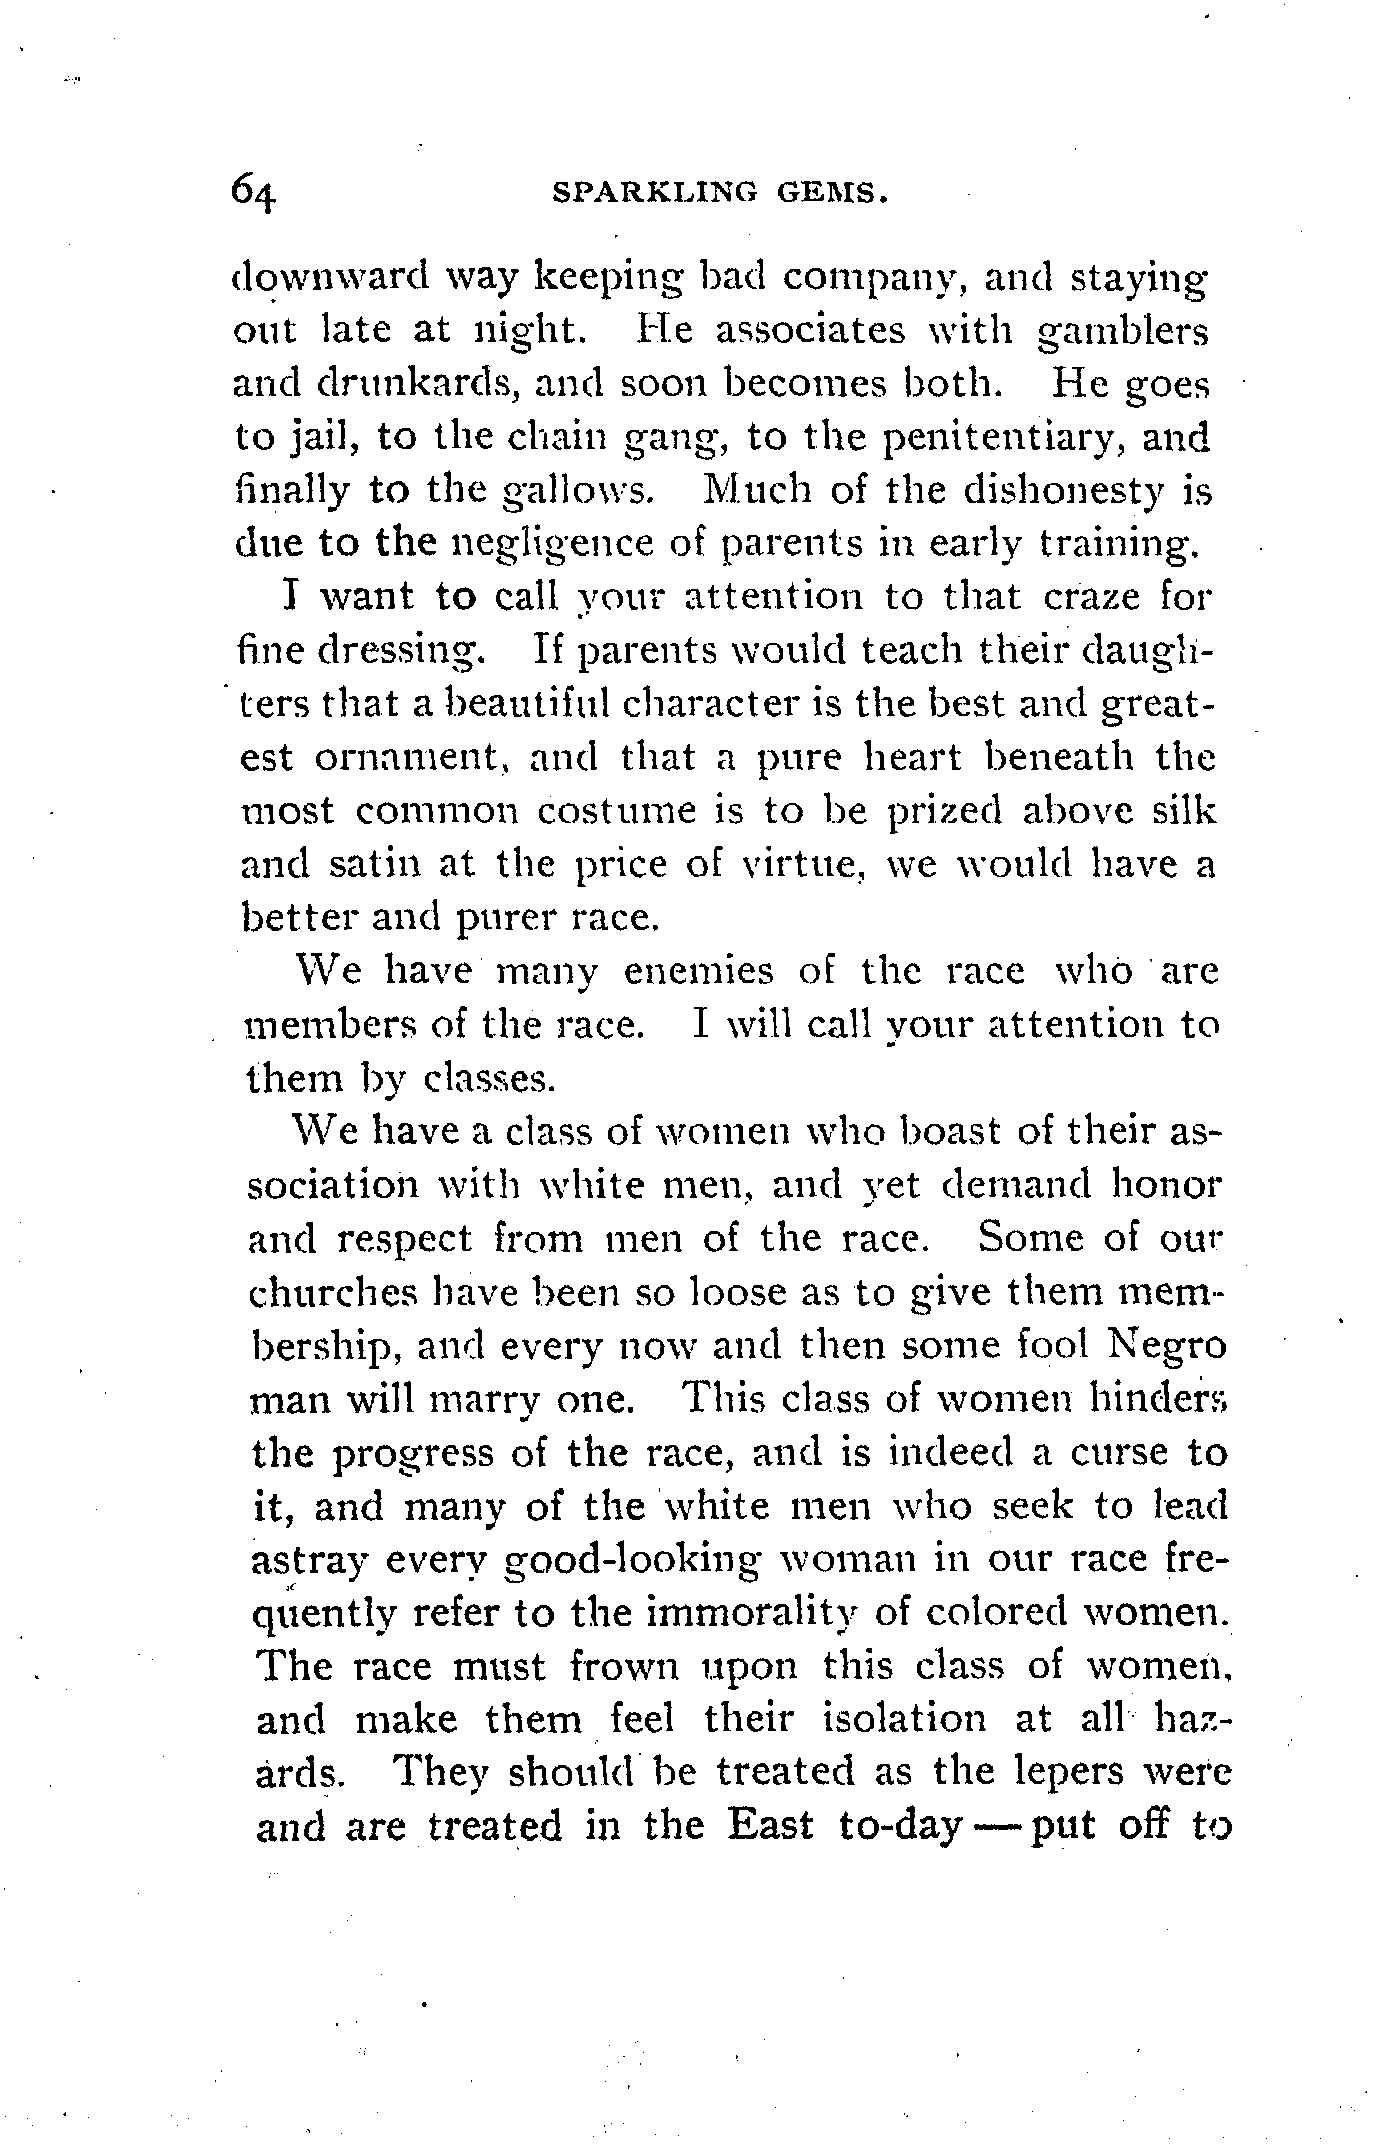 64 SPARKLING GEMS.
downward way keeping bad company, and staying
out late at night. He associates with gamblers
and drunkards, and soon becomes both. He goes
to jail, to the chain gang, to the penitentiary, and
finally to the gallows. Much of the dishonesty is
due to the negligence of parents in early training.
I want to call your attention to that craze for
fine dressing. If parents would teach their daugh-
ters that a beautiful character is the best and great-
est ornament, and that a pure heart beneath the
most common costume is to be prized above silk
and satin at the price of virtue, we would have a
better and purer race.
We have many enemies of the race who are
members of the race. I will call your attention to
them by classes.
We have a class of women who boast of their as-
sociation with white men, and yet demand honor
and respect from men of the race. Some of our
churches have been so loose as to give them mem-
bership, and every now and then some fool Negro
man will marry one. This class of women hinders
the progress of the race, and is indeed a curse to
it, and many of the white men who seek to lead
astray every good-looking woman in our race fre-
quently refer to the immorality of colored women.
The race must frown upon this class of women,
and make them feel their isolation at all haz-
ards. They should be treated as the lepers were
and are treated in the East to-day — put off to